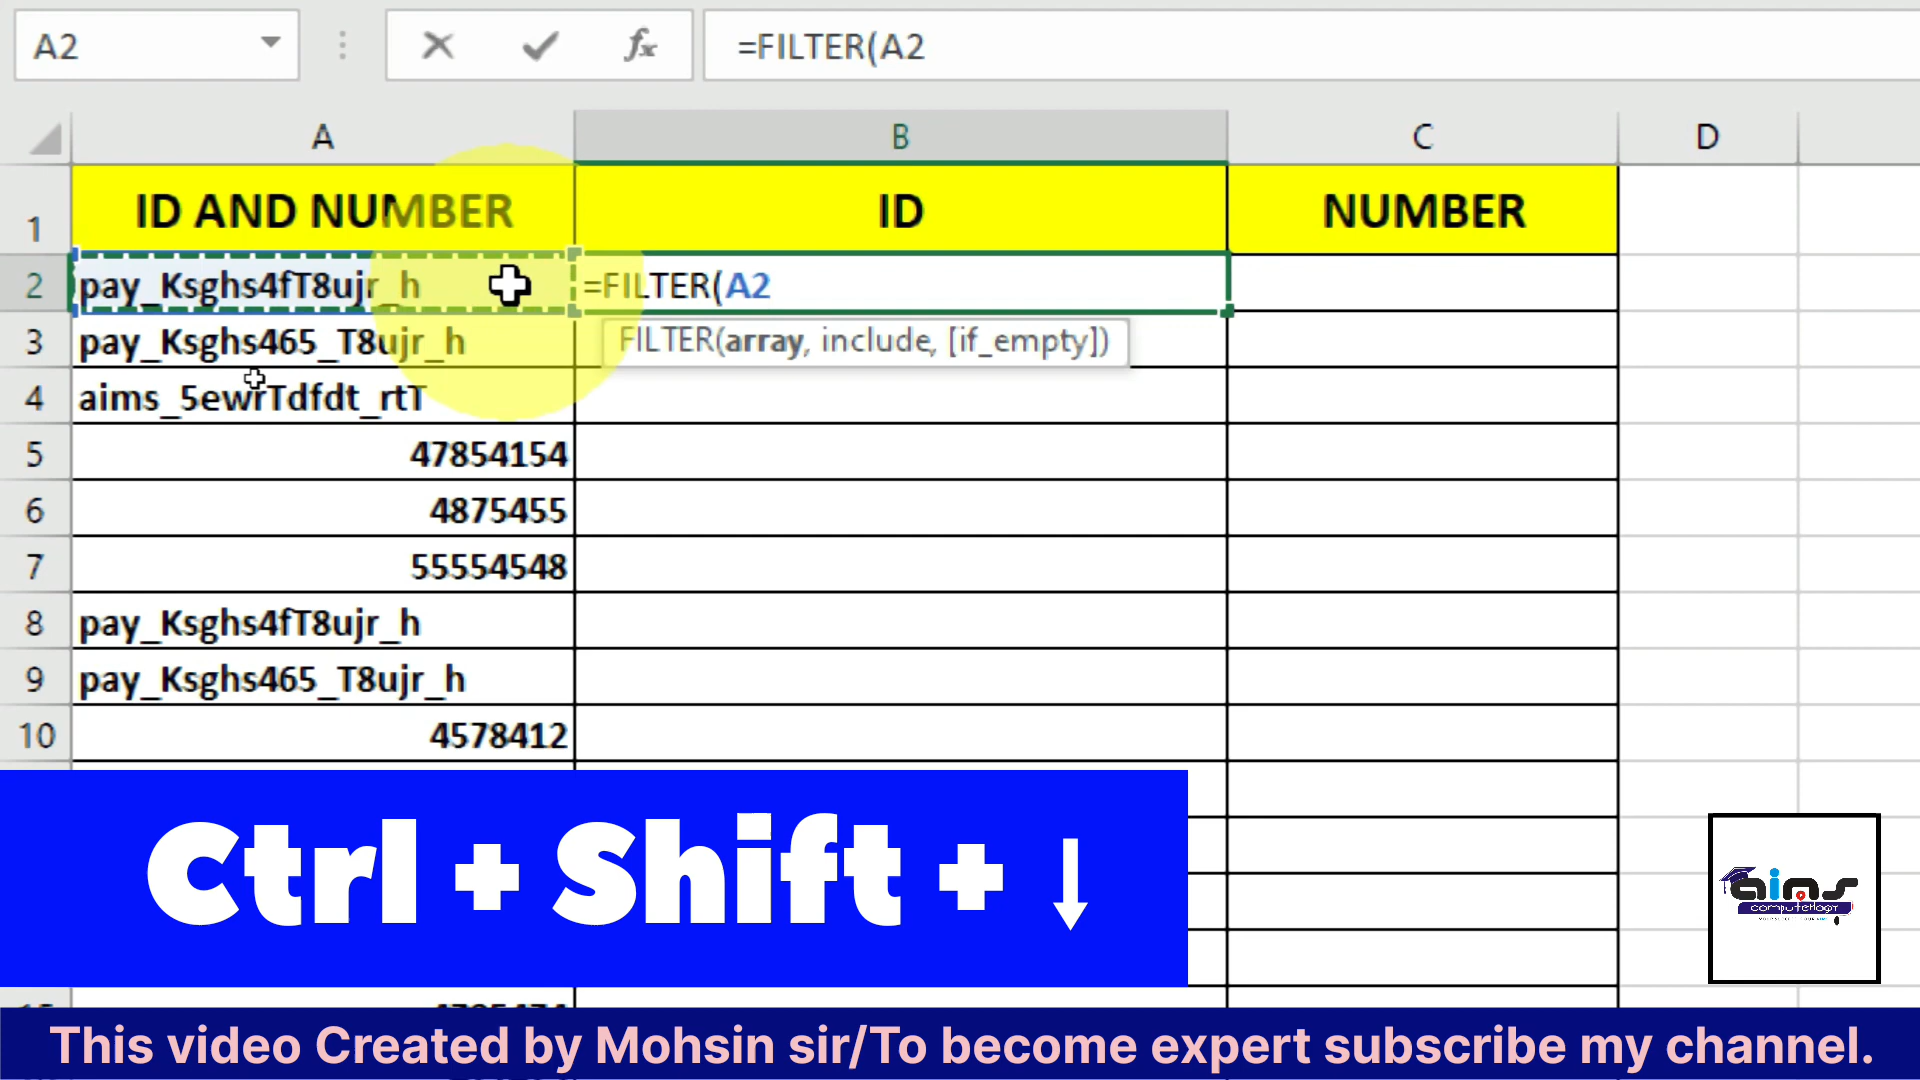 A2
fx
=FILTER(A2
A B C D
1 ID AND NUMBER ID NUMBER
2 pay_Ksghs4fT8ujr_h =FILTER(A2
FILTER(array, include, [if_empty])
3 pay_Ksghs465_T8ujr_h
4 aims_5ewrTdfdt_rtT
5 47854154
6 4875455
7 55554548
8 pay_Ksghs4fT8ujr_h
9 pay_Ksghs465_T8ujr_h
10 4578412
Ctrl + Shift + ↓
aims
computerlogy
This video Created by Mohsin sir/To become expert subscribe my channel.